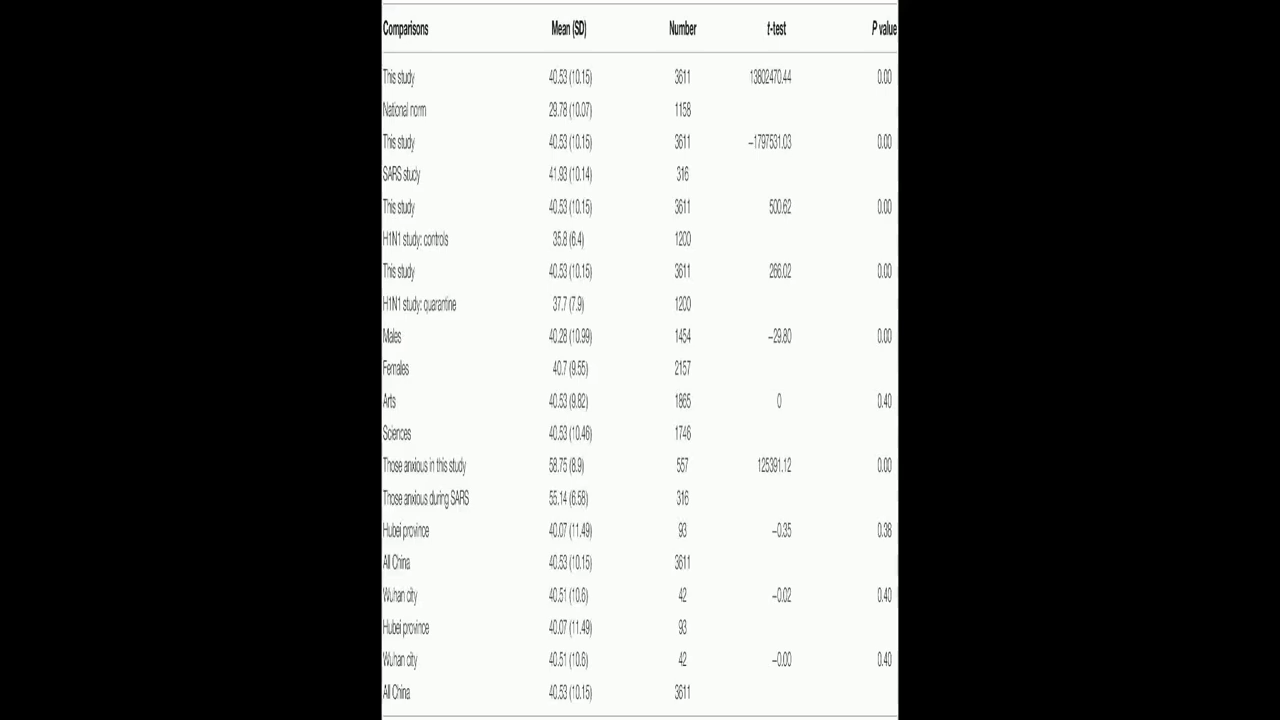 Comparisons Mean (SD) Number t-test P value
This study 40.53 (10.15) 3611 13802470.44 0.00
National norm 29.78 (10.07) 1158
This study 40.53 (10.15) 3611 −1797531.03 0.00
SARS study 41.93 (10.14) 316
This study 40.53 (10.15) 3611 500.62 0.00
H1N1 study: controls 35.8 (6.4) 1200
This study 40.53 (10.15) 3611 266.02 0.00
H1N1 study: quarantine 37.7 (7.9) 1200
Males 40.28 (10.99) 1454 −29.80 0.00
Females 40.7 (9.55) 2157
Arts 40.53 (9.82) 1865 0 0.40
Sciences 40.53 (10.46) 1746
Those anxious in this study 58.75 (8.9) 557 125391.12 0.00
Those anxious during SARS 55.14 (6.58) 316
Hubei province 40.07 (11.49) 93 −0.35 0.38
All China 40.53 (10.15) 3611
Wuhan city 40.51 (10.6) 42 −0.02 0.40
Hubei province 40.07 (11.49) 93
Wuhan city 40.51 (10.6) 42 −0.00 0.40
All China 40.53 (10.15) 3611